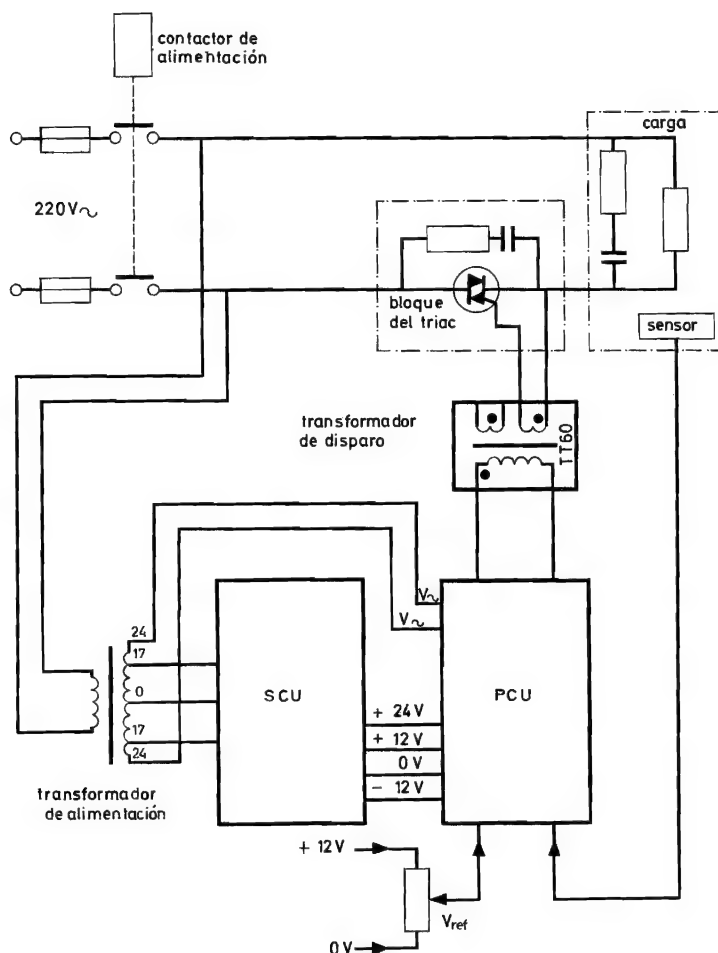 contactor de
alimentación
carga
220V~
bloque
del triac
sensor
transformador
de disparo
TT60
V~
V~
24
17
0
17
24
SCU
PCU
+ 24V
+ 12V
0V
- 12V
transformador
de alimentación
+ 12V
Vref
0V